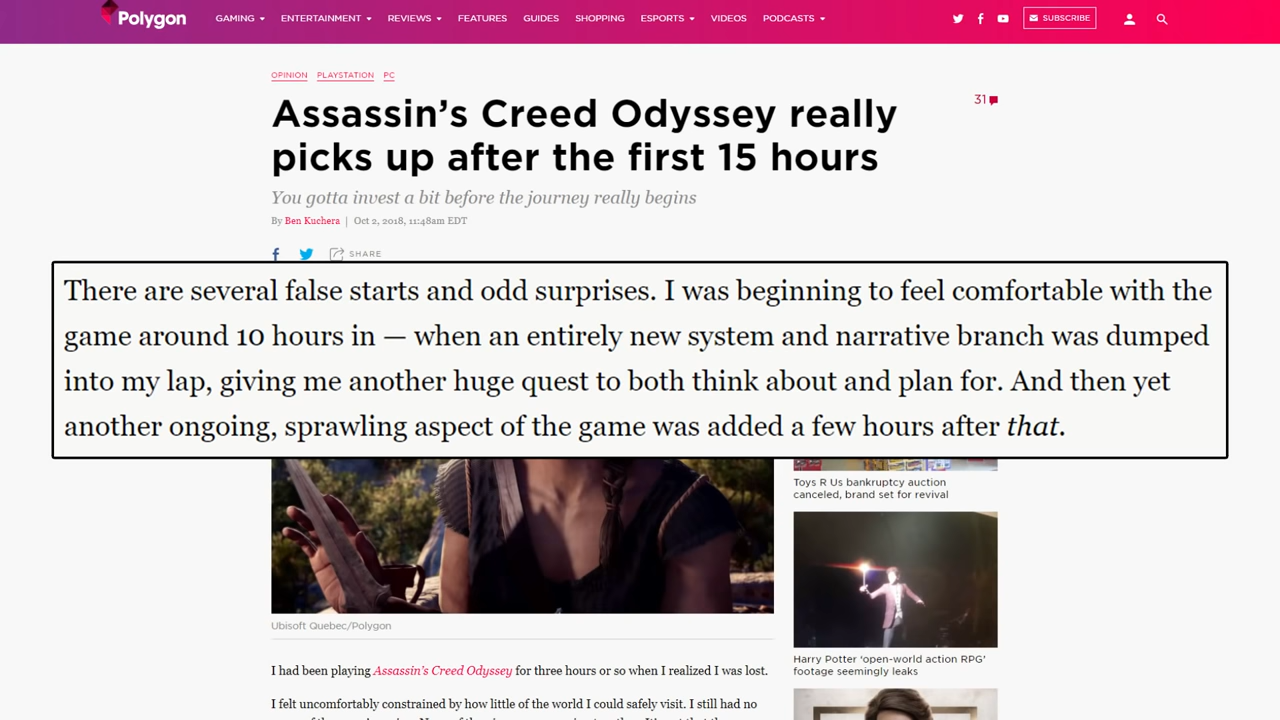 Polygon
GAMING ENTERTAINMENT REVIEWS FEATURES GUIDES SHOPPING ESPORTS VIDEOS PODCASTS
SUBSCRIBE
OPINION PLAYSTATION PC
31
Assassin’s Creed Odyssey really
picks up after the first 15 hours
You gotta invest a bit before the journey really begins
By Ben Kuchera | Oct 2, 2018, 11:48am EDT
SHARE
There are several false starts and odd surprises. I was beginning to feel comfortable with the
game around 10 hours in — when an entirely new system and narrative branch was dumped
into my lap, giving me another huge quest to both think about and plan for. And then yet
another ongoing, sprawling aspect of the game was added a few hours after that.
Ubisoft Quebec/Polygon
I had been playing Assassin’s Creed Odyssey for three hours or so when I realized I was lost.
I felt uncomfortably constrained by how little of the world I could safely visit. I still had no
Toys R Us bankruptcy auction
canceled, brand set for revival
Harry Potter ‘open-world action RPG’
footage seemingly leaks